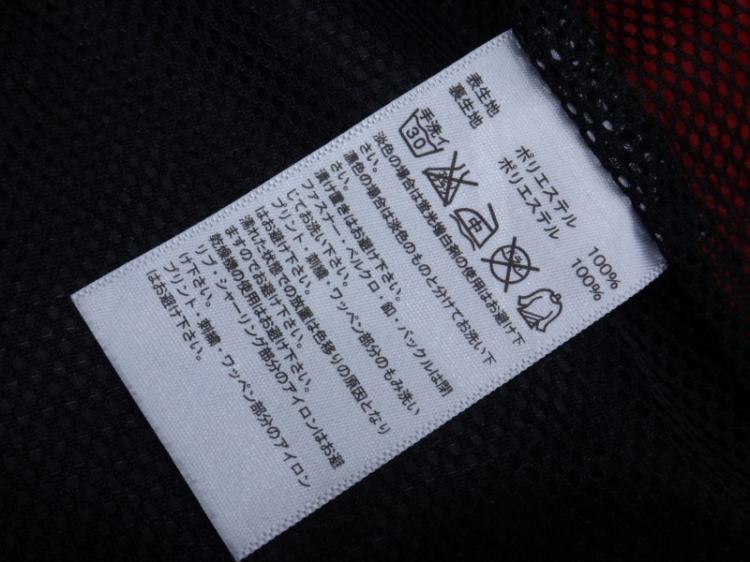 表生地 ポリエステル 100%
裏生地 ポリエステル 100%
手洗イ
30
淡色の場合は蛍光増白剤の使用はお避け下
さい。
濃色の場合は淡色のものと分けてお洗い下
さい。
漬け置きはお避け下さい。
ファスナー・ベルクロ・釦・バックルは閉
じてお洗い下さい。
プリント・刺繍・ワッペン部分のもみ洗い
はお避け下さい。
濡れた状態での放置は色移りの原因となり
ますのでお避け下さい。
乾燥機の使用はお避け下さい。
リブ・シャーリング部分のアイロンはお避
け下さい。
プリント・刺繍・ワッペン部分のアイロン
はお避け下さい。